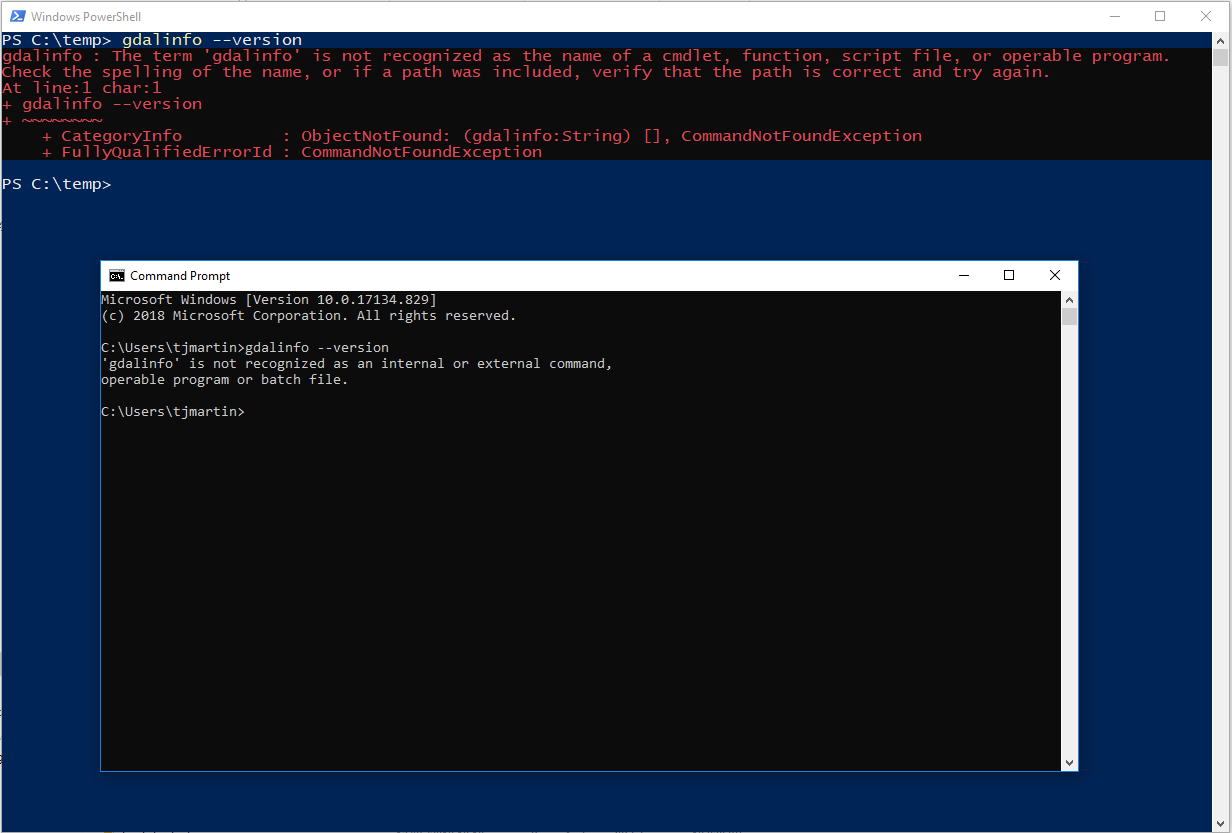 Windows PowerShell
PS C:\temp> gdalinfo --version
gdalinfo : The term 'gdalinfo' is not recognized as the name of a cmdlet, function, script file, or operable program.
Check the spelling of the name, or if a path was included, verify that the path is correct and try again.
At line:1 char:1
+ gdalinfo --version
+ ~~~~~~~~
    + CategoryInfo          : ObjectNotFound: (gdalinfo:String) [], CommandNotFoundException
    + FullyQualifiedErrorId : CommandNotFoundException
PS C:\temp>
Command Prompt
Microsoft Windows [Version 10.0.17134.829]
(c) 2018 Microsoft Corporation. All rights reserved.
C:\Users\tjmartin>gdalinfo --version
'gdalinfo' is not recognized as an internal or external command,
operable program or batch file.
C:\Users\tjmartin>